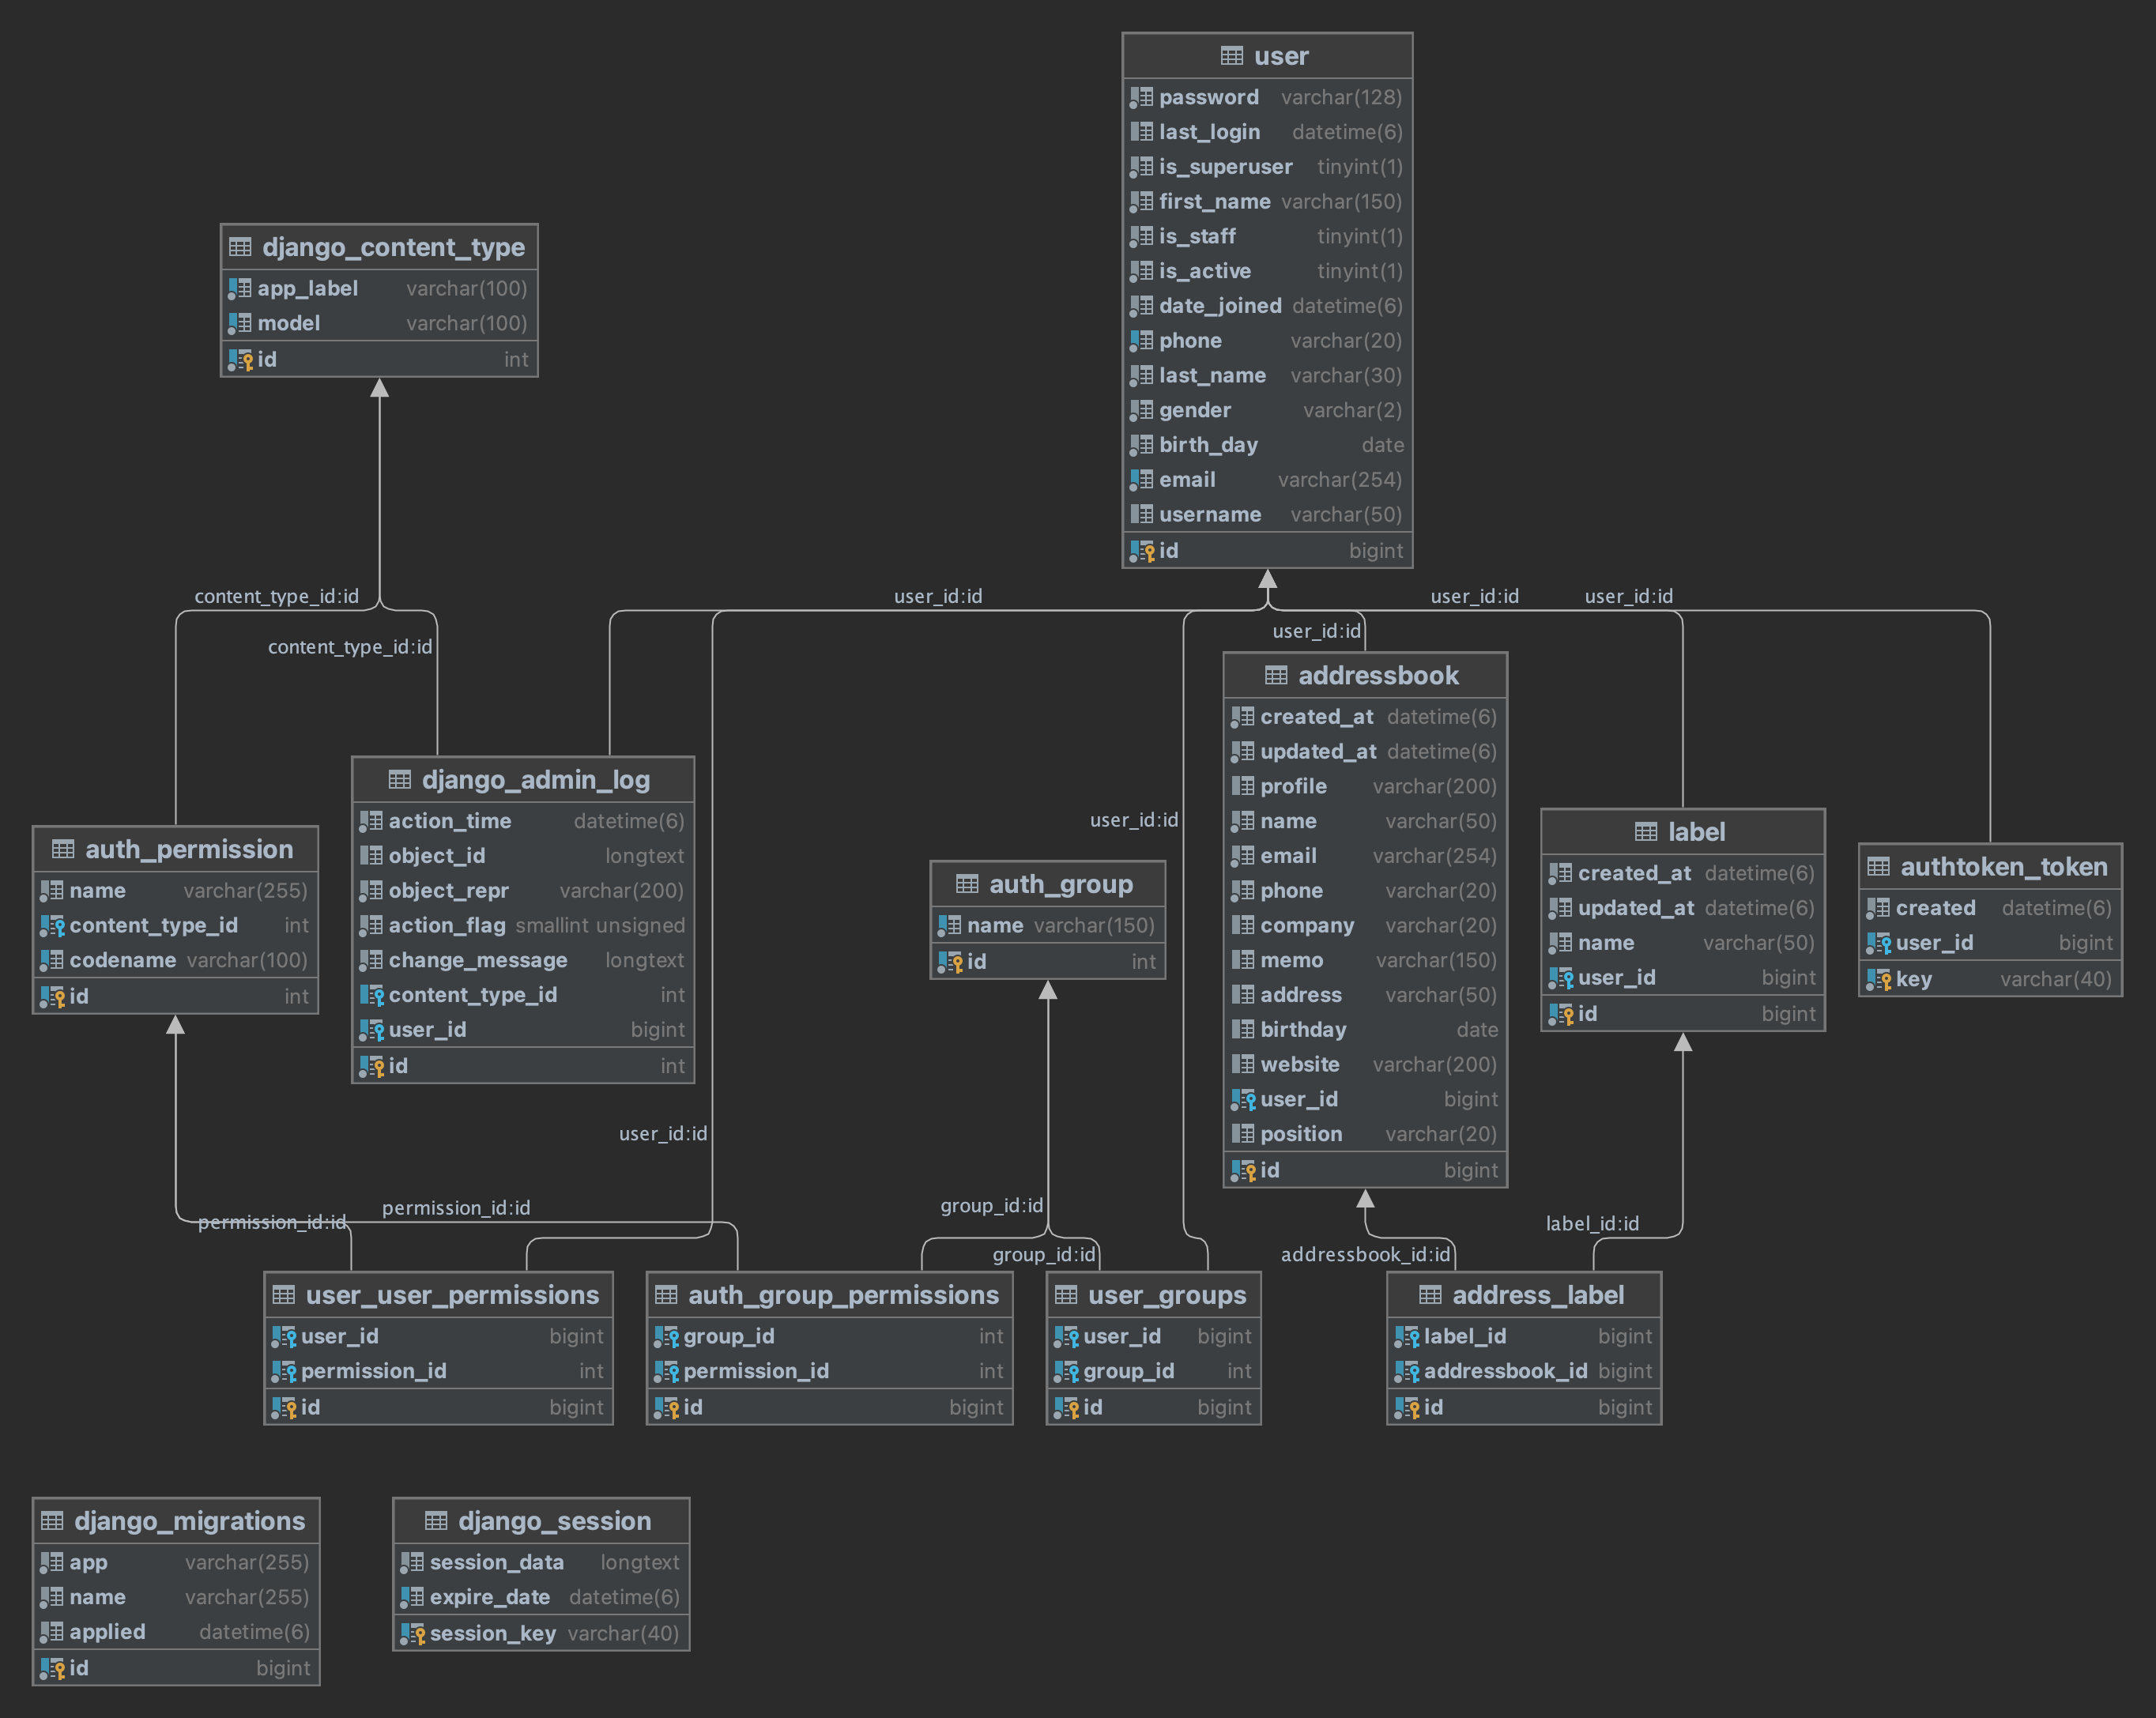 user
password varchar(128)
last_login datetime(6)
is_superuser tinyint(1)
first_name varchar(150)
is_staff tinyint(1)
is_active tinyint(1)
date_joined datetime(6)
phone varchar(20)
last_name varchar(30)
gender varchar(2)
birth_day date
email varchar(254)
username varchar(50)
id bigint
django_content_type
app_label varchar(100)
model varchar(100)
id int
content_type_id:id
content_type_id:id
user_id:id
user_id:id
user_id:id
user_id:id
user_id:id
user_id:id
auth_permission
name varchar(255)
content_type_id int
codename varchar(100)
id int
django_admin_log
action_time datetime(6)
object_id longtext
object_repr varchar(200)
action_flag smallint unsigned
change_message longtext
content_type_id int
user_id bigint
id int
auth_group
name varchar(150)
id int
addressbook
created_at datetime(6)
updated_at datetime(6)
profile varchar(200)
name varchar(50)
email varchar(254)
phone varchar(20)
company varchar(20)
memo varchar(150)
address varchar(50)
birthday date
website varchar(200)
user_id bigint
position varchar(20)
id bigint
label
created_at datetime(6)
updated_at datetime(6)
name varchar(50)
user_id bigint
id bigint
authtoken_token
created datetime(6)
user_id bigint
key varchar(40)
permission_id:id
permission_id:id
group_id:id
group_id:id
addressbook_id:id
label_id:id
user_user_permissions
user_id bigint
permission_id int
id bigint
auth_group_permissions
group_id int
permission_id int
id bigint
user_groups
user_id bigint
group_id int
id bigint
address_label
label_id bigint
addressbook_id bigint
id bigint
django_migrations
app varchar(255)
name varchar(255)
applied datetime(6)
id bigint
django_session
session_data longtext
expire_date datetime(6)
session_key varchar(40)